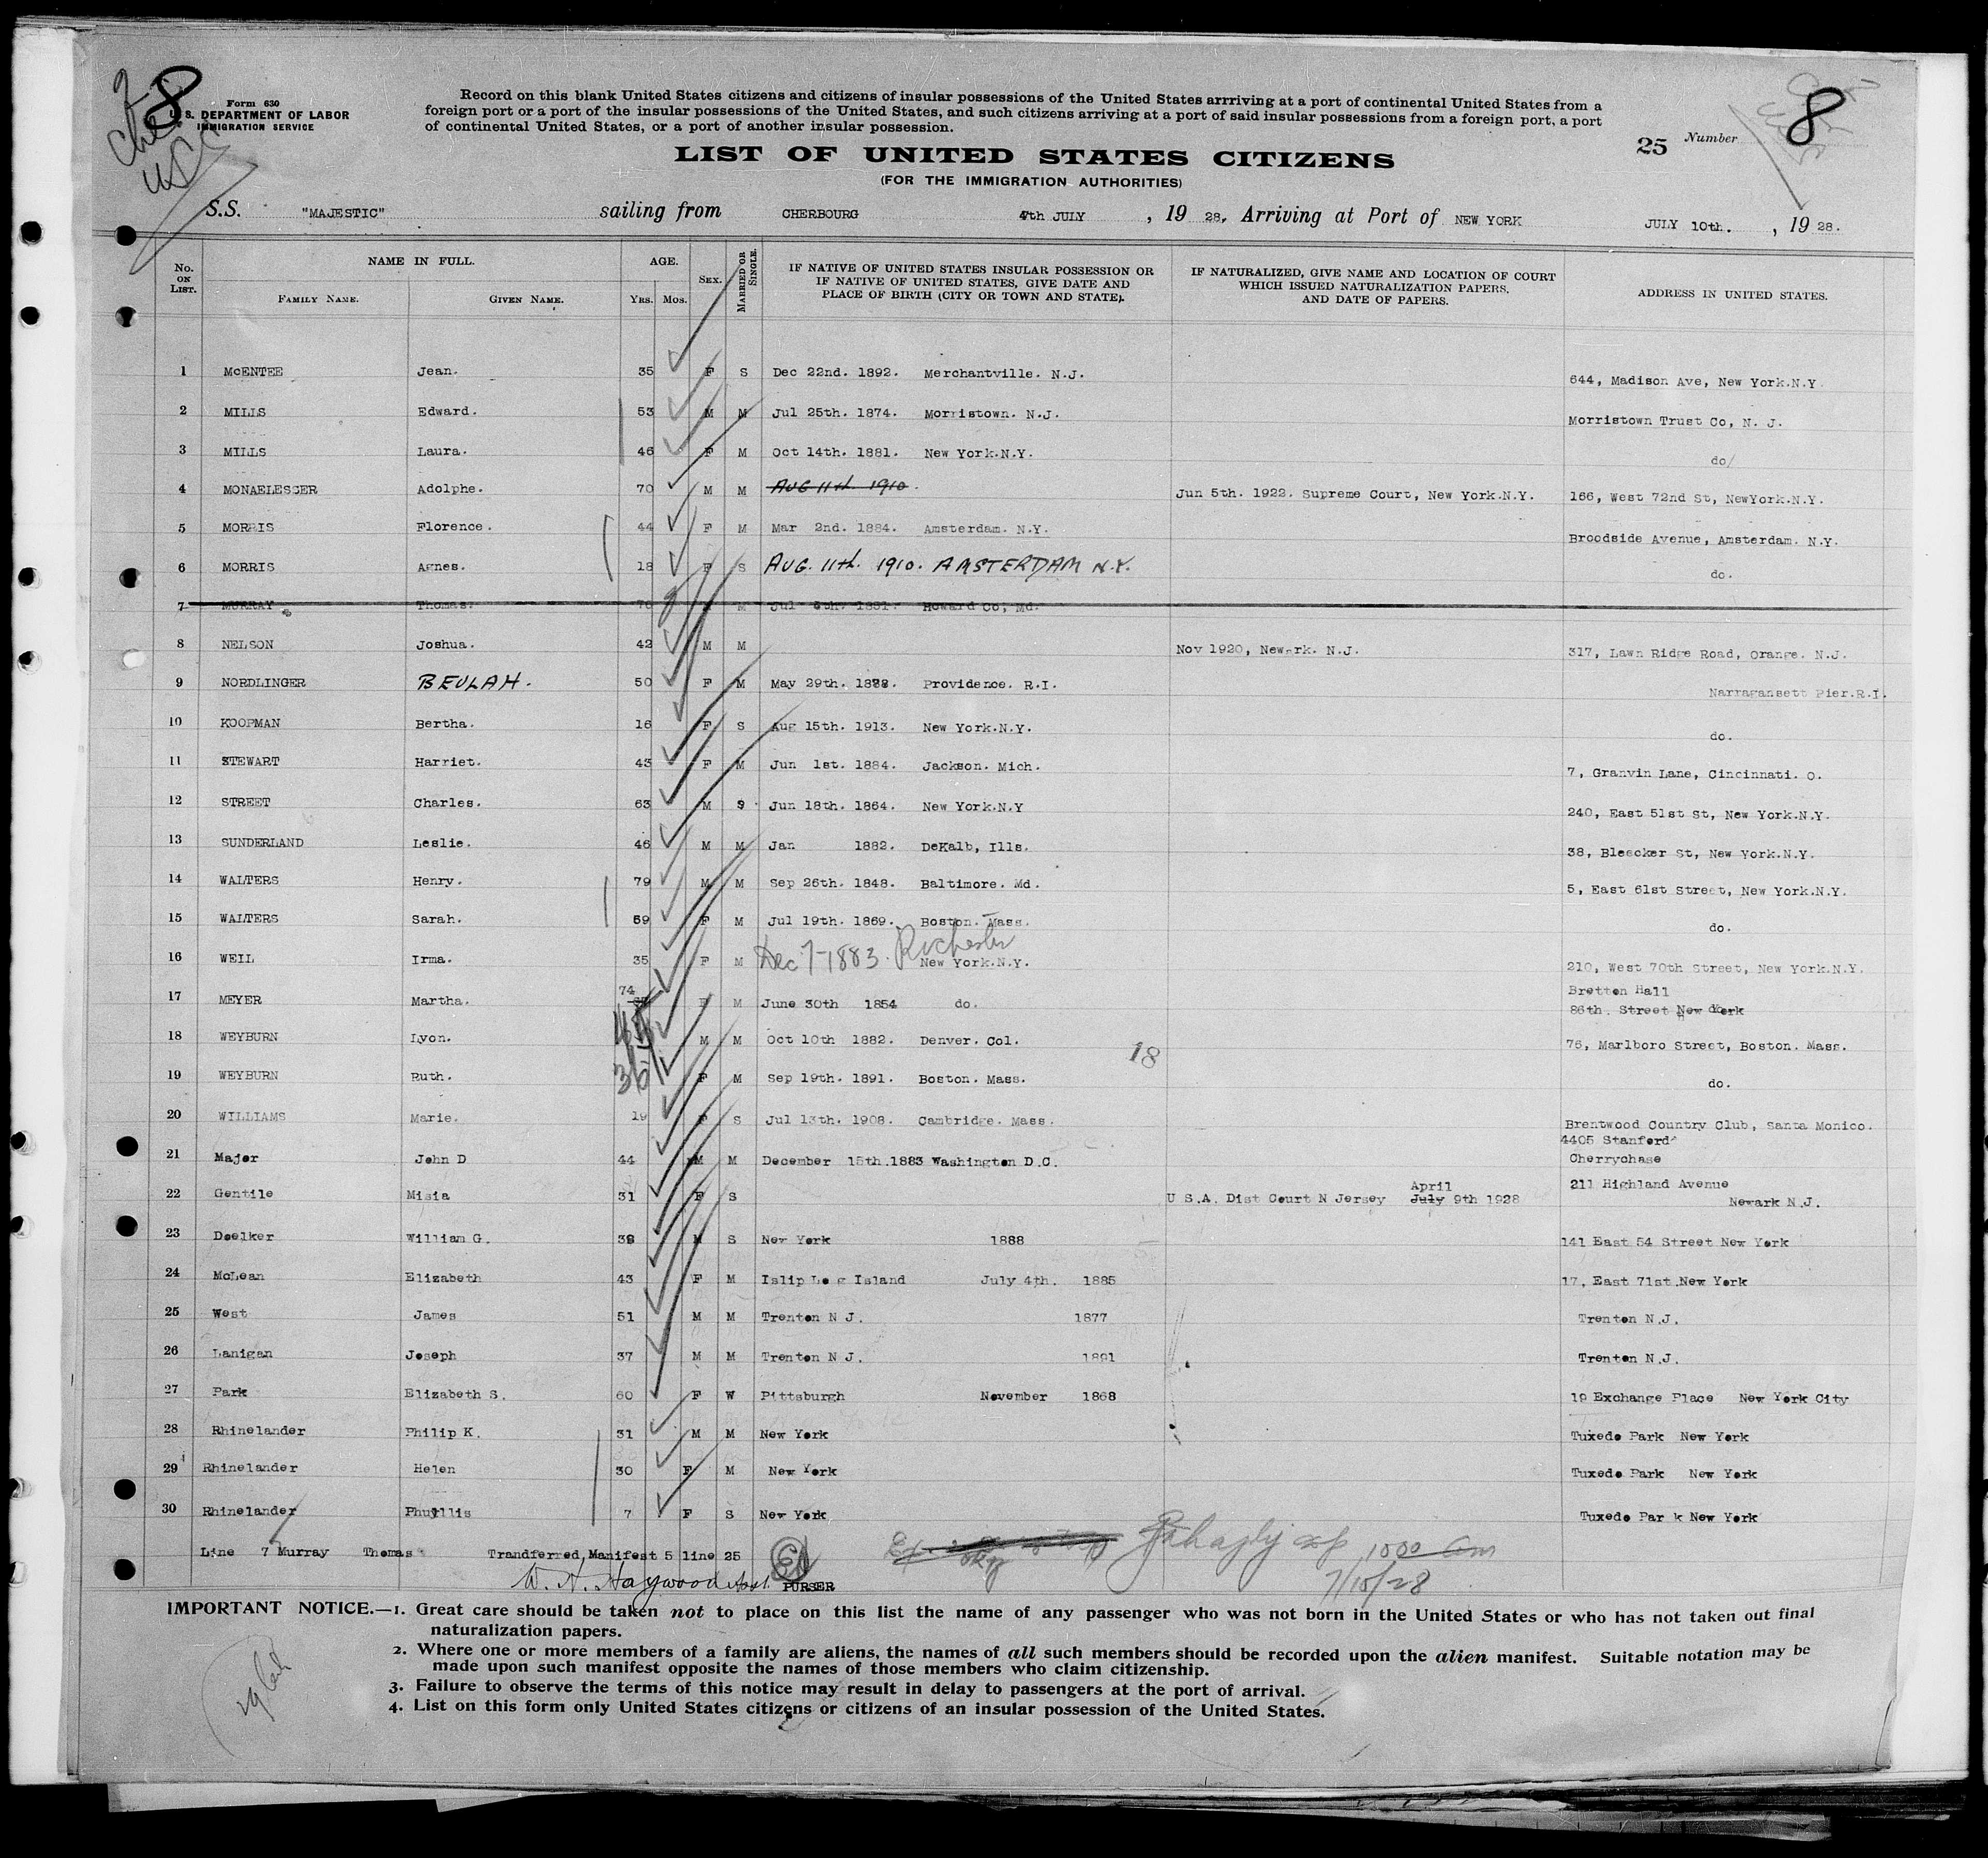 Form 630
U.S. DEPARTMENT OF LABOR
IMMIGRATION SERVICE
8
Record on this blank United States citizens and citizens of insular possessions of the United States arrriving at a port of continental United States from a
foreign port or a port of the insular possessions of the United States, and such citizens arriving at a port of said insular possessions from a foreign port, a port
of continental United States, or a port of another insular possession.
25 Number 8
LIST OF UNITED STATES CITIZENS
(FOR THE IMMIGRATION AUTHORITIES)
S.S. "MAJESTIC" sailing from CHERBOURG 4th JULY, 19 28, Arriving at Port of NEW YORK JULY 10th., 19 28.
No. ON LIST. NAME IN FULL. FAMILY NAME. GIVEN NAME. AGE. YRS. MOS. SEX. MARRIED OR SINGLE. IF NATIVE OF UNITED STATES INSULAR POSSESSION OR IF NATIVE OF UNITED STATES, GIVE DATE AND PLACE OF BIRTH (CITY OR TOWN AND STATE). IF NATURALIZED, GIVE NAME AND LOCATION OF COURT WHICH ISSUED NATURALIZATION PAPERS, AND DATE OF PAPERS. ADDRESS IN UNITED STATES.
1 McENTEE Jean. 35 F S Dec 22nd. 1892. Merchantville. N.J. 644, Madison Ave, New York.N.Y.
2 MILLS Edward. 53 M M Jul 25th. 1874. Morristown. N.J. Morristown Trust Co, N. J.
3 MILLS Laura. 46 F M Oct 14th. 1881. New York.N.Y. do/
4 MONAELESSER Adolphe. 70 M M AUG 11th. 1910. Jun 5th. 1922. Supreme Court, New York.N.Y. 166, West 72nd St, NewYork.N.Y.
5 MORRIS Florence. 44 F M Mar 2nd. 1884. Amsterdam. N.Y. Broodside Avenue, Amsterdam. N.Y.
6 MORRIS Agnes. 18 F S AUG. 11th. 1910. AMSTERDAM N.Y. do.
7 MURRAY Thomas. 76 M M Jul 1851. Howard Co, Md.
8 NELSON Joshua. 42 M M Nov 1920, Newark. N.J. 317, Lawn Ridge Road, Orange. N.J.
9 NORDLINGER BEULAH. 50 F M May 29th. 1878. Providence. R.I. Narragansett Pier.R.I.
10 KOOPMAN Bertha. 16 F S Aug 15th. 1913. New York.N.Y. do.
11 STEWART Harriet. 43 F M Jun 1st. 1884. Jackson. Mich. 7, Granvin Lane, Cincinnati. O.
12 STREET Charles. 63 M S Jun 18th. 1864. New York.N.Y 240, East 51st St, New York.N.Y.
13 SUNDERLAND Leslie. 46 M M Jan 1882. DeKalb, Ills. 38, Bleecker St, New York.N.Y.
14 WALTERS Henry. 79 M M Sep 26th. 1848. Baltimore. Md. 5, East 61st Street, New York.N.Y.
15 WALTERS Sarah. 59 F M Jul 19th. 1869. Boston. Mass. do.
16 WEIL Irma. 35 F M Dec 7-1883. Rochester New York.N.Y. 210, West 70th Street, New York.N.Y.
17 MEYER Martha. 74 F M June 30th 1854 do. Bretton Hall
86th. Street New York
18 WEYBURN Lyon. 45 M M Oct 10th 1882. Denver. Col. 76, Marlboro Street, Boston. Mass.
18
19 WEYBURN Ruth. 36 F M Sep 19th. 1891. Boston. Mass. do.
20 WILLIAMS Marie. 19 F S Jul 13th. 1908. Cambridge. Mass. Brentwood Country Club, Santa Monico.
21 Major John D 44 M M December 15th.1883 Washington D.C. 4405 Stanford
Cherrychase
22 Gentile Misia 31 F S U S.A. Dist Court N Jersey April July 9th 1928 211 Highland Avenue
Newark N.J.
23 Doelker William G. 39 M S New York 1888 141 East 54 Street New York
24 McLean Elizabeth 43 F M Islip Lo g Island July 4th. 1885 17, East 71st.New York
25 West James 51 M M Trenton N J. 1877 Trenton N.J.
26 Lanigan Joseph 37 M M Trenton N J. 1891 Trenton N.J.
27 Park Elizabeth S. 60 F W Pittsburgh November 1868 19 Exchange Place New York City
28 Rhinelander Philip K. 31 M M New York Tuxedo Park New York
29 Rhinelander Helen 30 F M New York Tuxedo Park New York
30 Rhinelander Phyllis 7 F S New York Tuxedo Par k New York
Line 7 Murray Thomas Trandferred Manifest 5 line 25
W. H. Haywood Asst. PURSER
7/10/28
IMPORTANT NOTICE.—1. Great care should be taken not to place on this list the name of any passenger who was not born in the United States or who has not taken out final
naturalization papers.
2. Where one or more members of a family are aliens, the names of all such members should be recorded upon the alien manifest. Suitable notation may be
made upon such manifest opposite the names of those members who claim citizenship.
3. Failure to observe the terms of this notice may result in delay to passengers at the port of arrival.
4. List on this form only United States citizens or citizens of an insular possession of the United States.